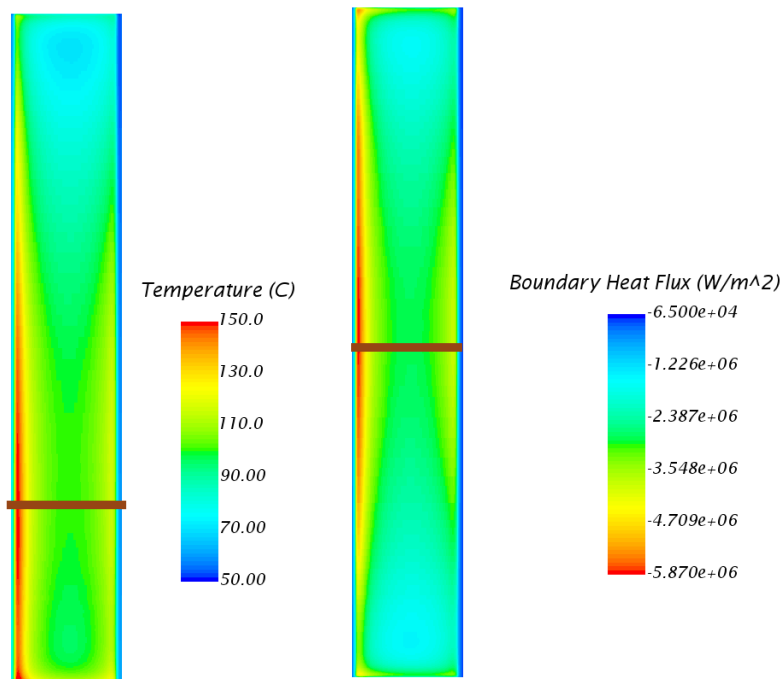 Temperature (C)
150.0
130.0
110.0
90.00
70.00
50.00
Boundary Heat Flux (W/m^2)
-6.500e+04
-1.226e+06
-2.387e+06
-3.548e+06
-4.709e+06
-5.870e+06